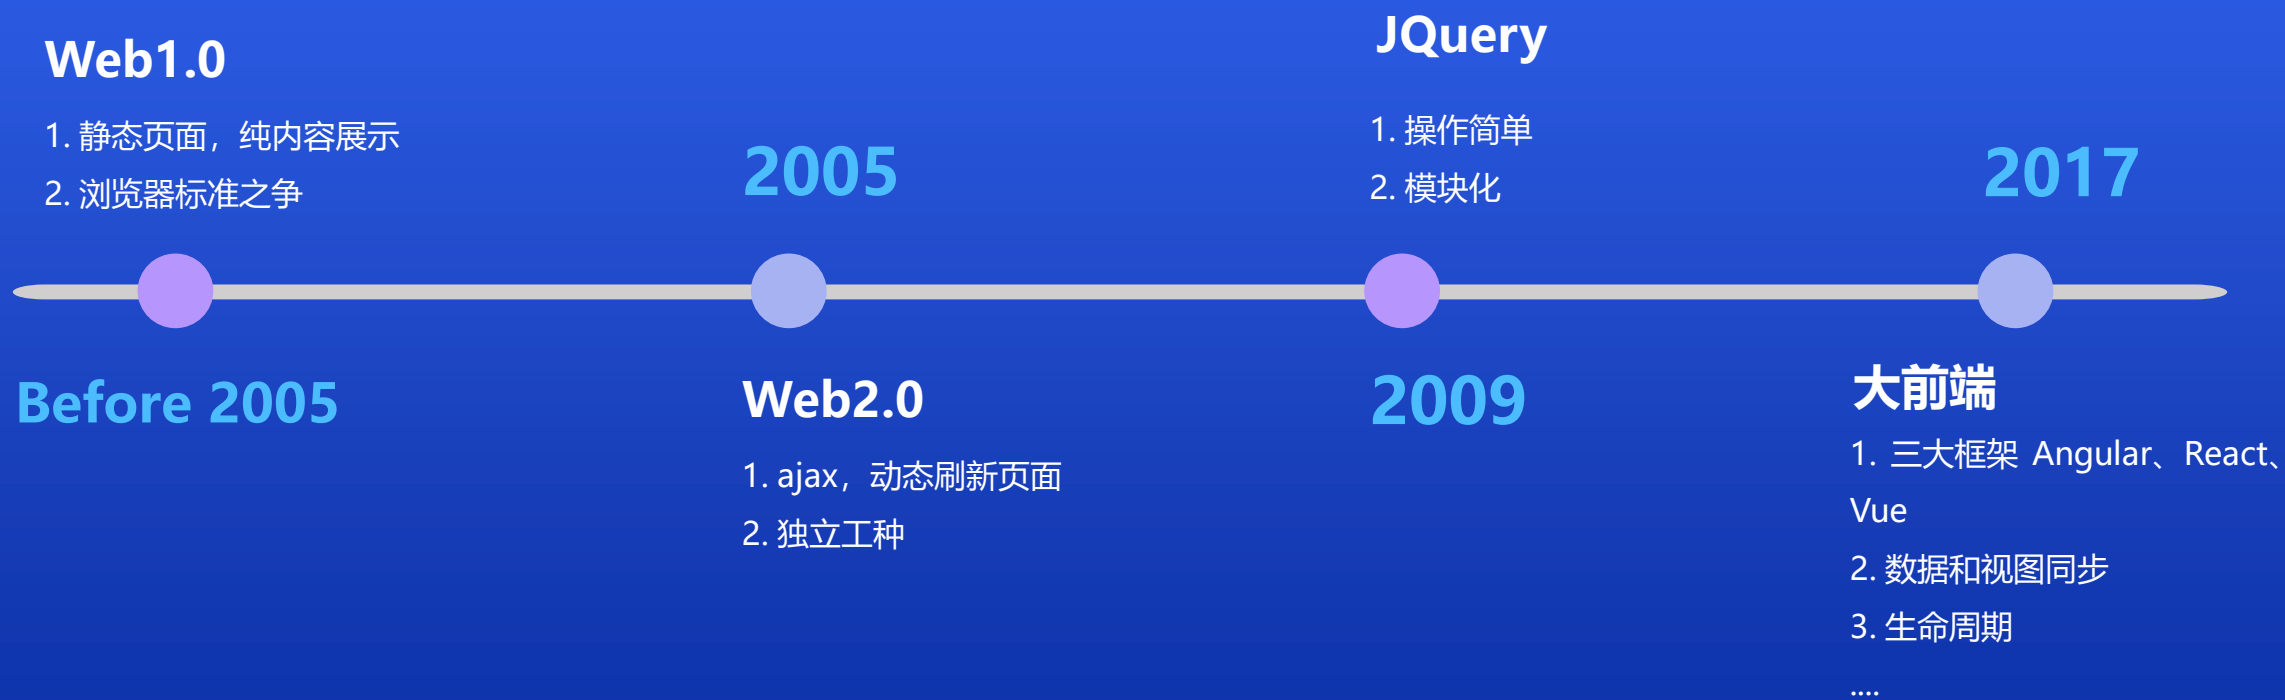 Web1.0
1. 静态页面，纯内容展示
2. 浏览器标准之争
Before 2005
2005
Web2.0
1. ajax，动态刷新页面
2. 独立工种
JQuery
1. 操作简单
2. 模块化
2009
2017
大前端
1. 三大框架 Angular、React、
Vue
2. 数据和视图同步
3. 生命周期
....